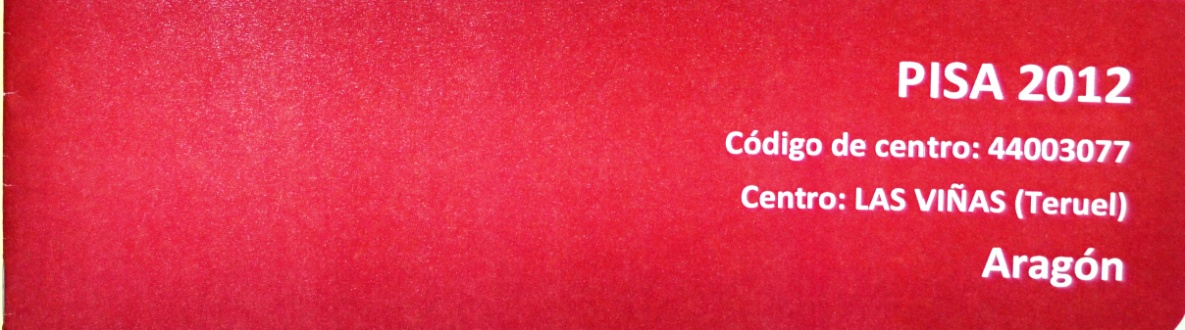 PISA 2012
Código de centro: 44003077
Centro: LAS VIÑAS (Teruel)
Aragón